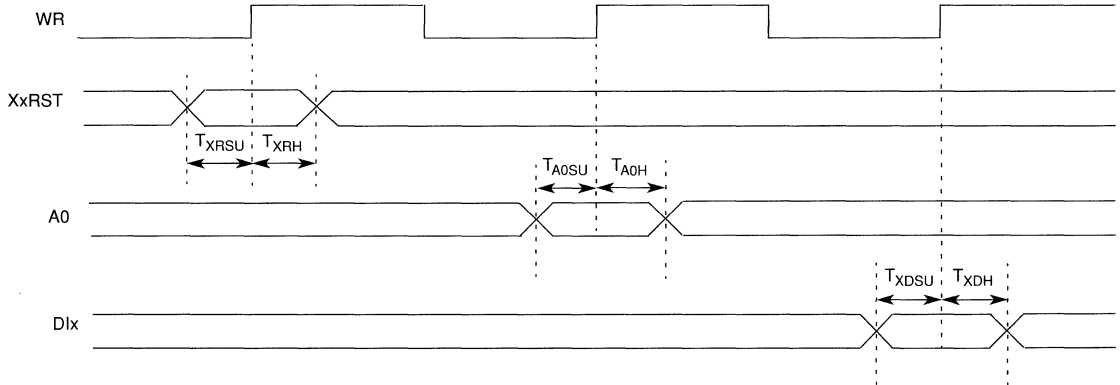 WR
XxRST
TXRSU TXRH
TA0SU TA0H
A0
TXDSU TXDH
DIx